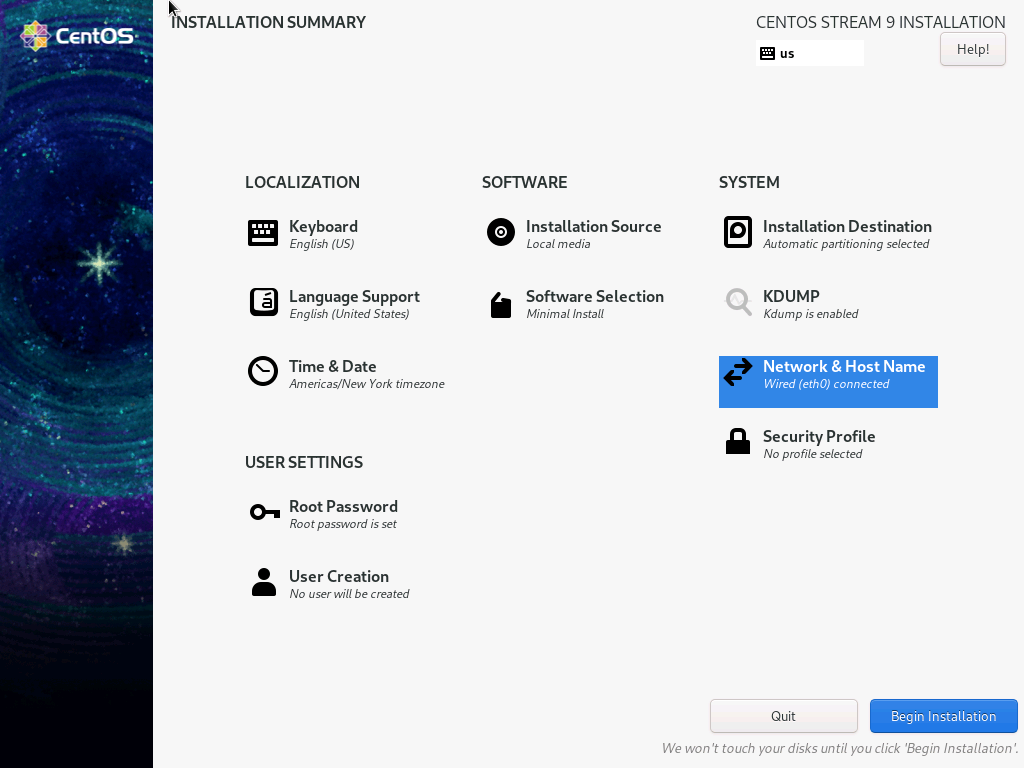 CentOS
INSTALLATION SUMMARY
CENTOS STREAM 9 INSTALLATION
us
Help!
LOCALIZATION
Keyboard
English (US)
Language Support
English (United States)
Time & Date
Americas/New York timezone
SOFTWARE
Installation Source
Local media
Software Selection
Minimal Install
SYSTEM
Installation Destination
Automatic partitioning selected
KDUMP
Kdump is enabled
Network & Host Name
Wired (eth0) connected
Security Profile
No profile selected
USER SETTINGS
Root Password
Root password is set
User Creation
No user will be created
Quit
Begin Installation
We won't touch your disks until you click 'Begin Installation'.